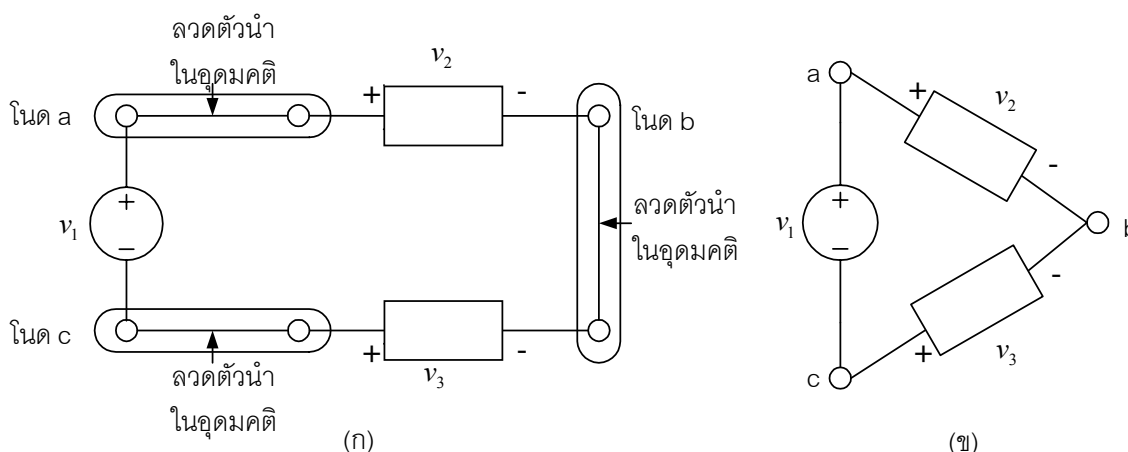 ลวดตัวนำ
ในอุดมคติ
โนด a
+
v₂
-
โนด b
v₁
+
−
ลวดตัวนำ
ในอุดมคติ
โนด c
+
v₃
-
ลวดตัวนำ
ในอุดมคติ
(ก)
a
+
v₂
-
v₁
+
−
b
-
+
v₃
c
(ข)